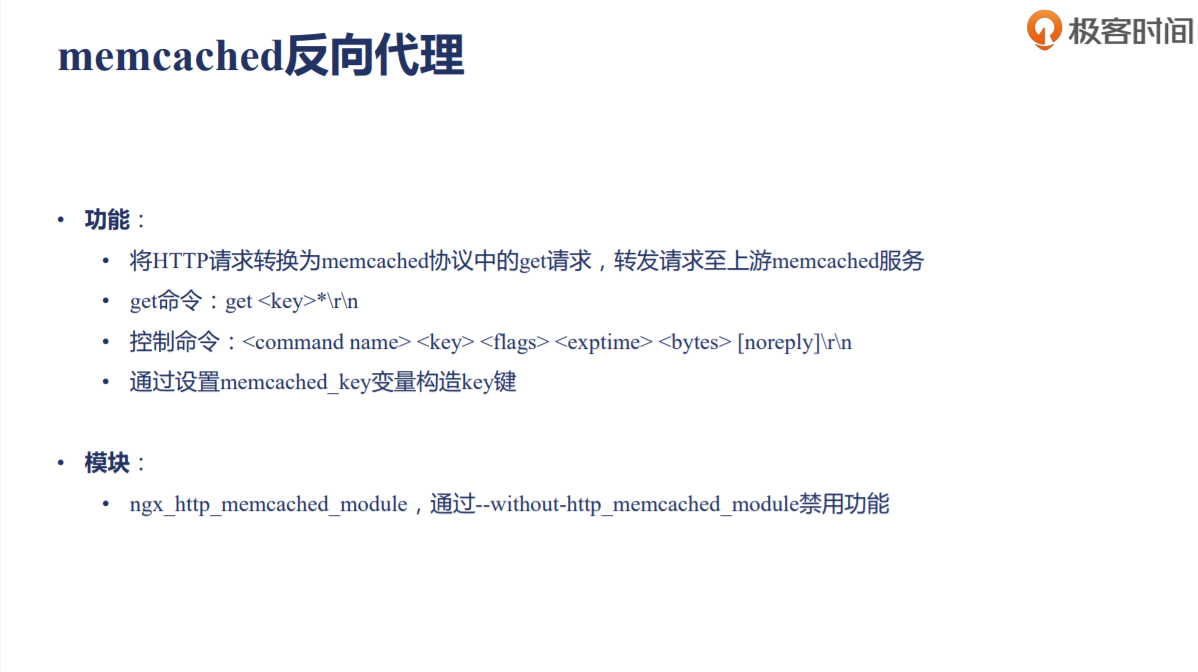 memcached反向代理
极客时间
• 功能：
• 将HTTP请求转换为memcached协议中的get请求，转发请求至上游memcached服务
• get命令：get <key>*\r\n
• 控制命令：<command name> <key> <flags> <exptime> <bytes> [noreply]\r\n
• 通过设置memcached_key变量构造key键
• 模块：
• ngx_http_memcached_module，通过--without-http_memcached_module禁用功能